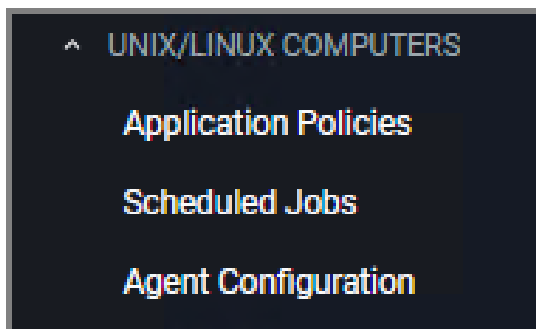 UNIX/LINUX COMPUTERS
Application Policies
Scheduled Jobs
Agent Configuration